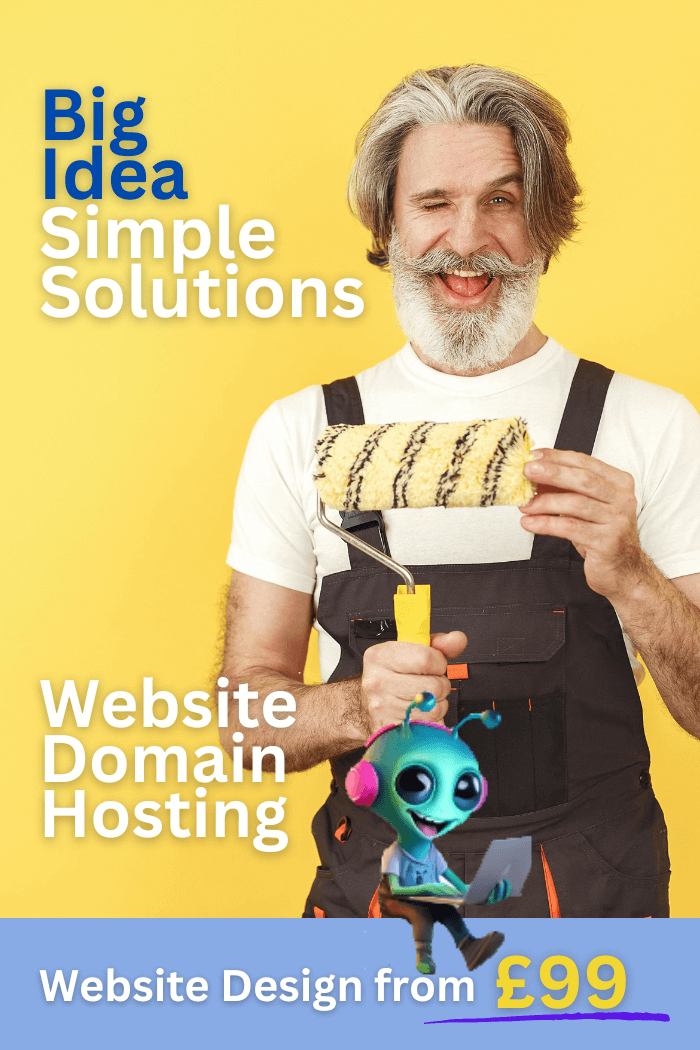 Big
Idea
Simple
Solutions
Website
Domain
Hosting
Website Design from £99